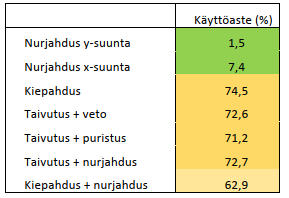 Käyttöaste (%)
Nurjahdus y-suunta 1,5
Nurjahdus x-suunta 7,4
Kiepahdus 74,5
Taivutus + veto 72,6
Taivutus + puristus 71,2
Taivutus + nurjahdus 72,7
Kiepahdus + nurjahdus 62,9